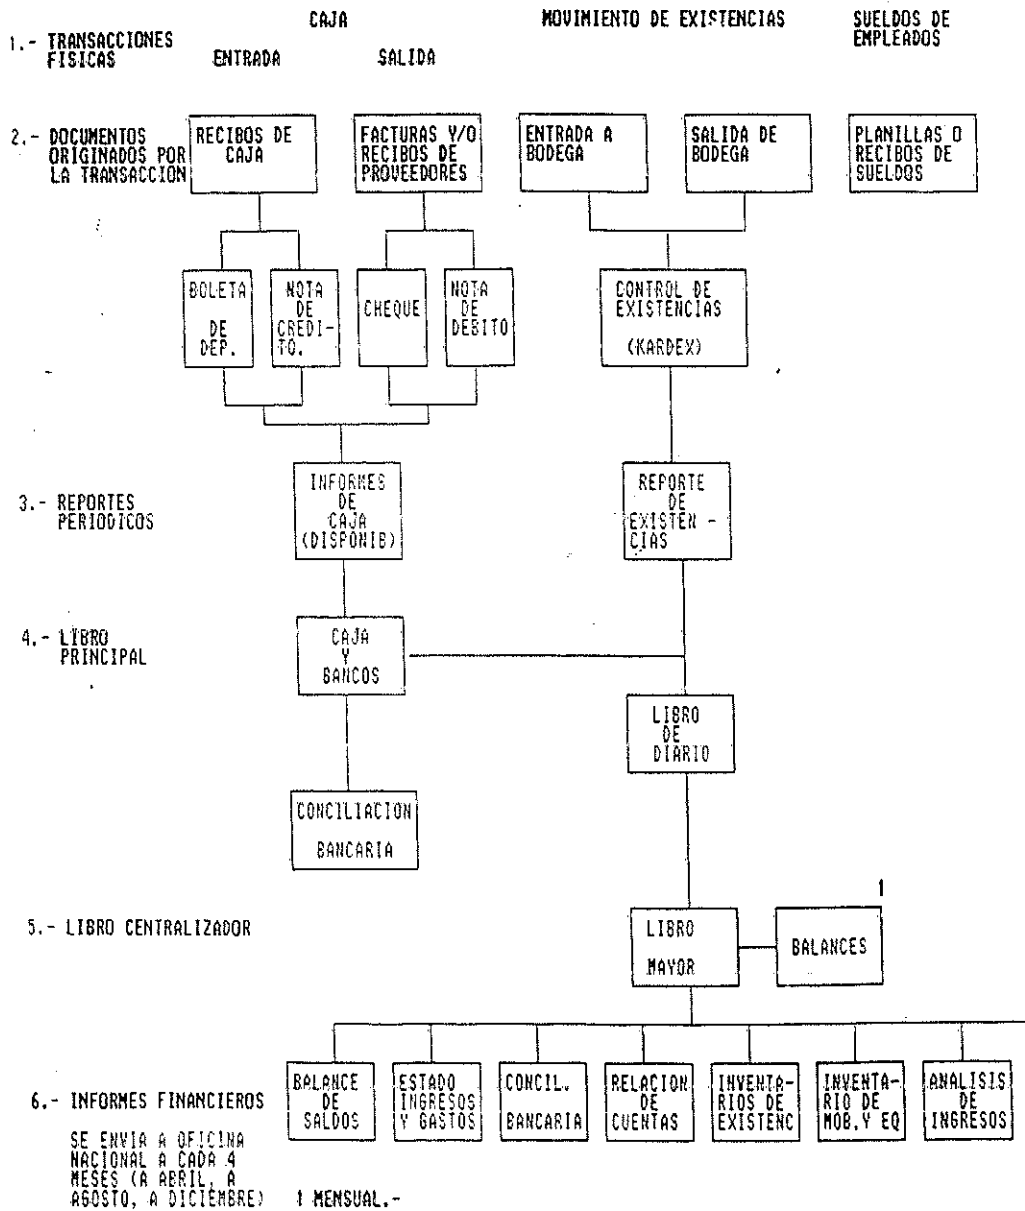 CAJA
MOVIMIENTO DE EXISTENCIAS
SUELDOS DE
EMPLEADOS
1.- TRANSACCIONES
FISICAS
ENTRADA
SALIDA
2.- DOCUMENTOS
ORIGINADOS POR
LA TRANSACCION
RECIBOS DE
CAJA
FACTURAS Y/O
RECIBOS DE
PROVEEDORES
ENTRADA A
BODEGA
SALIDA DE
BODEGA
PLANILLAS O
RECIBOS DE
SUELDOS
BOLETA
DE
DEP.
NOTA
DE
CREDI-
TO.
CHEQUE
NOTA
DE
DEBITO
CONTROL DE
EXISTENCIAS
(KARDEX)
3.- REPORTES
PERIODICOS
INFORMES
DE
CAJA
(DISPONIB)
REPORTE
DE
EXISTEN -
CIAS
4.- LIBRO
PRINCIPAL
CAJA
Y
BANCOS
LIBRO
DE
DIARIO
CONCILIACION
BANCARIA
5.- LIBRO CENTRALIZADOR
LIBRO
MAYOR
1
BALANCES
6.- INFORMES FINANCIEROS
BALANCE
DE
SALDOS
ESTADO
INGRESOS
Y GASTOS
CONCIL.
BANCARIA
RELACION
DE
CUENTAS
INVENTA-
RIOS DE
EXISTENC
INVENTA-
RIO DE
MOB.Y EQ
ANALISIS
DE
INGRESOS
SE ENVIA A OFICINA
NACIONAL A CADA 4
MESES (A ABRIL, A
AGOSTO, A DICIEMBRE)
1 MENSUAL.-